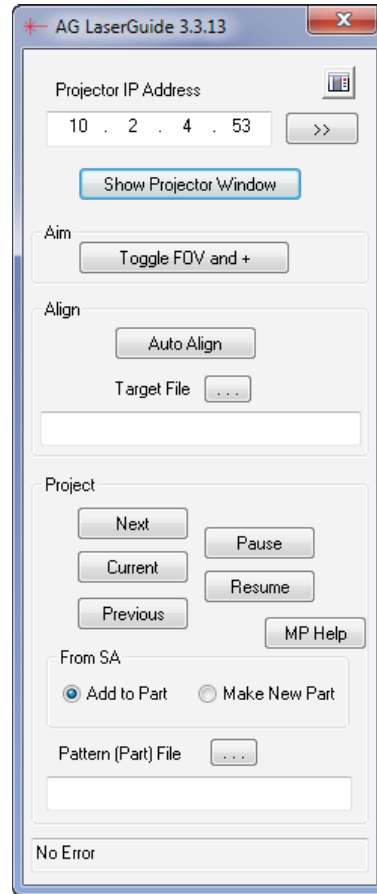 AG LaserGuide 3.3.13
Projector IP Address
10 . 2 . 4 . 53
>>
Show Projector Window
Aim
Toggle FOV and +
Align
Auto Align
Target File ...
Project
Next
Pause
Current
Resume
Previous
MP Help
From SA
Add to Part Make New Part
Pattern (Part) File ...
No Error